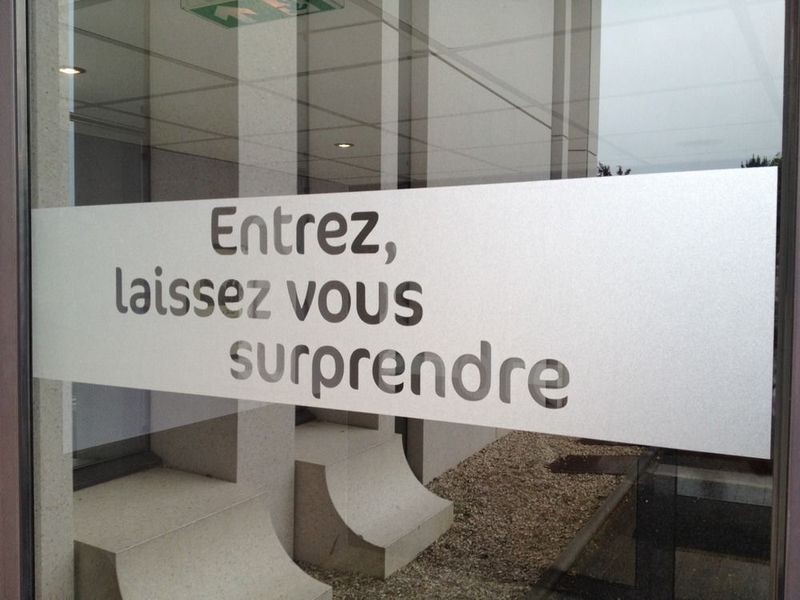 Entrez,
laissez vous
surprendre